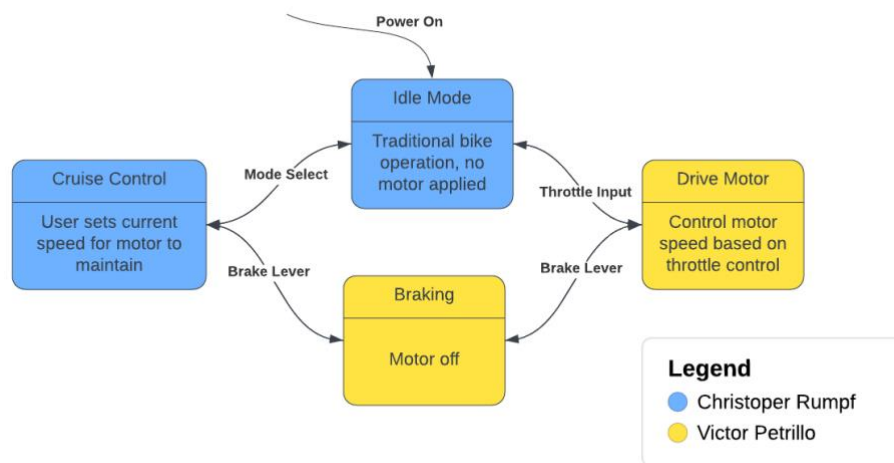 Power On
Idle Mode
Traditional bike
operation, no
motor applied
Mode Select
Throttle Input
Cruise Control
User sets current
speed for motor to
maintain
Drive Motor
Control motor
speed based on
throttle control
Brake Lever
Brake Lever
Braking
Motor off
Legend
Christoper Rumpf
Victor Petrillo